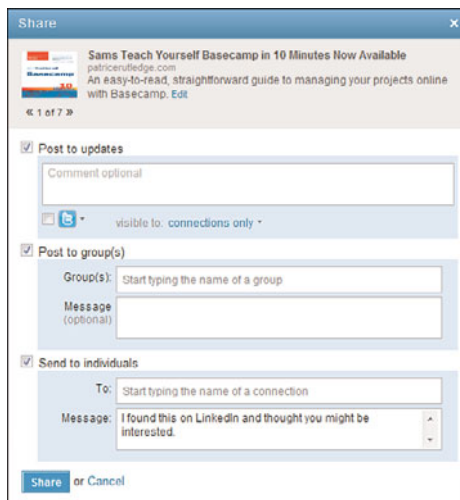 Share
Sams Teach Yourself Basecamp in 10 Minutes Now Available
patricerutledge.com
An easy-to-read, straightforward guide to managing your projects online
with Basecamp. Edit
Basecamp
10
« 1 of 7 »
Post to updates
Comment optional
visible to: connections only
Post to group(s)
Group(s): Start typing the name of a group
Message
(optional)
Send to individuals
To: Start typing the name of a connection
Message: I found this on LinkedIn and thought you might be
interested.
Share or Cancel